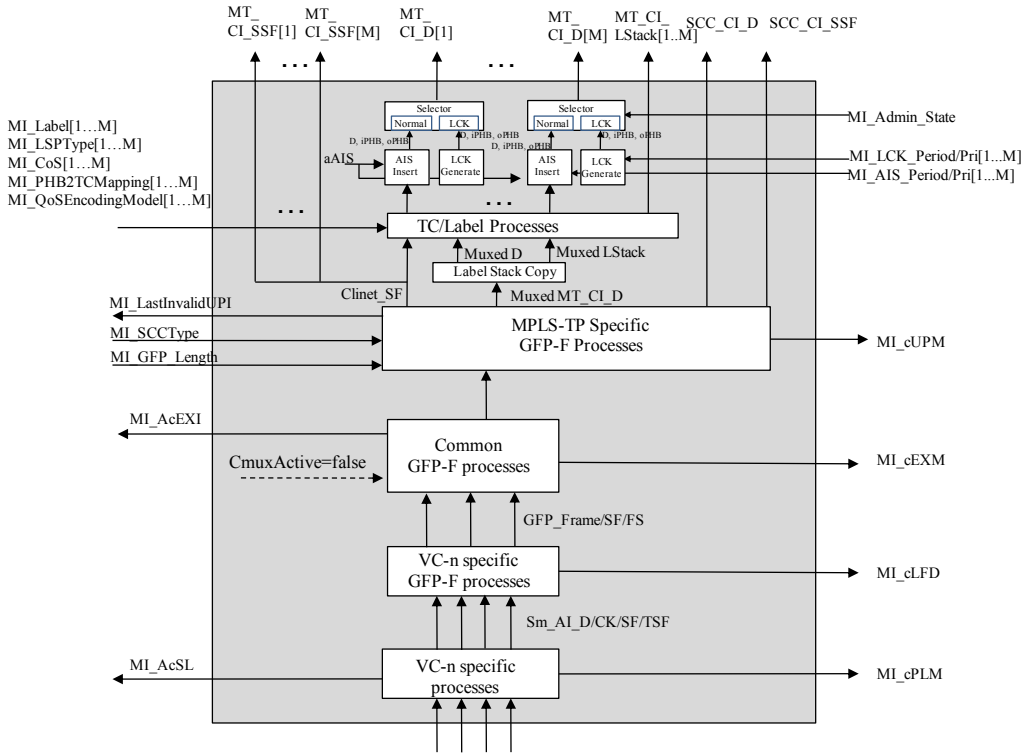 MT_
CI_SSF[1]
MT_
CI_SSF[M]
MT_
CI_D[1]
MT_
CI_D[M]
MT_CI_
LStack[1..M]
SCC_CI_D
SCC_CI_SSF
...
...
Selector
Normal
LCK
Selector
Normal
LCK
D, iPHB, oPHB
D, iPHB, oPHB
D, iPHB, oPHB
D, iPHB, oPHB
MI_Admin_State
MI_Label[1…M]
MI_LSPType[1…M]
MI_CoS[1…M]
MI_PHB2TCMapping[1…M]
MI_QoSEncodingModel[1…M]
aAIS
AIS
Insert
LCK
Generate
AIS
Insert
LCK
Generate
MI_LCK_Period/Pri[1...M]
MI_AIS_Period/Pri[1...M]
...
...
TC/Label Processes
Muxed D
Muxed LStack
Label Stack Copy
Clinet_SF
Muxed MT_CI_D
MI_LastInvalidUPI
MI_SCCType
MI_GFP_Length
MPLS-TP Specific
GFP-F Processes
MI_cUPM
MI_AcEXI
Common
GFP-F processes
CmuxActive=false
MI_cEXM
GFP_Frame/SF/FS
VC-n specific
GFP-F processes
MI_cLFD
Sm_AI_D/CK/SF/TSF
MI_AcSL
VC-n specific
processes
MI_cPLM